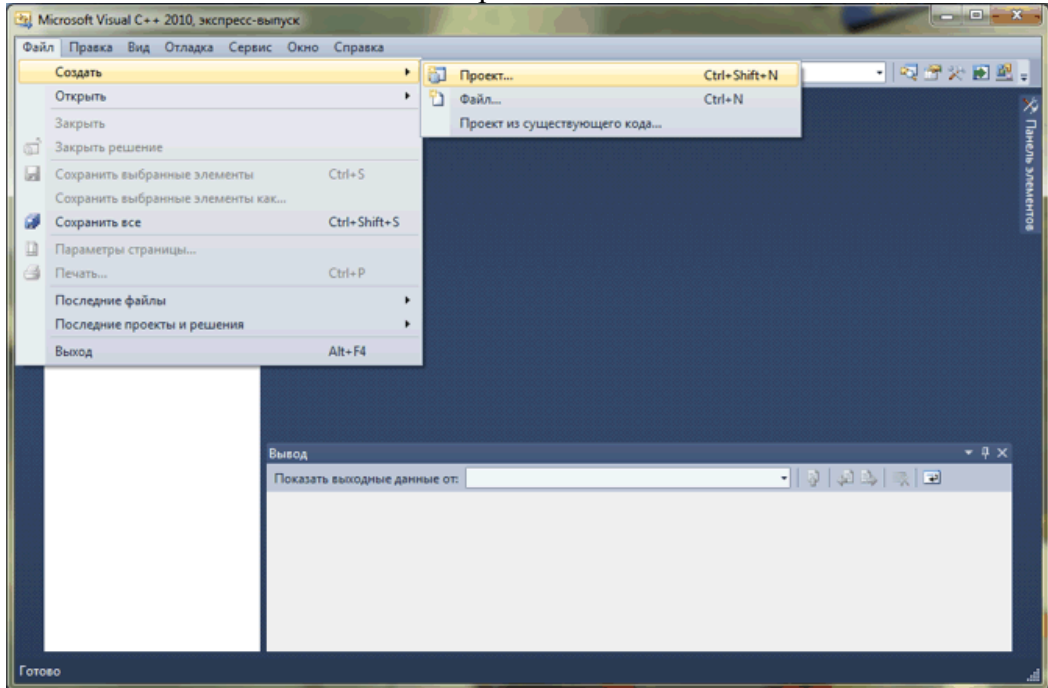 Microsoft Visual C++ 2010, экспресс-выпуск
Файл Правка Вид Отладка Сервис Окно Справка
Создать
Проект... Ctrl+Shift+N
Открыть
Файл... Ctrl+N
Закрыть
Проект из существующего кода...
Закрыть решение
Сохранить выбранные элементы Ctrl+S
Сохранить выбранные элементы как...
Сохранить все Ctrl+Shift+S
Параметры страницы...
Печать... Ctrl+P
Последние файлы
Последние проекты и решения
Выход Alt+F4
Панель элементов
Вывод
Показать выходные данные от:
Готово